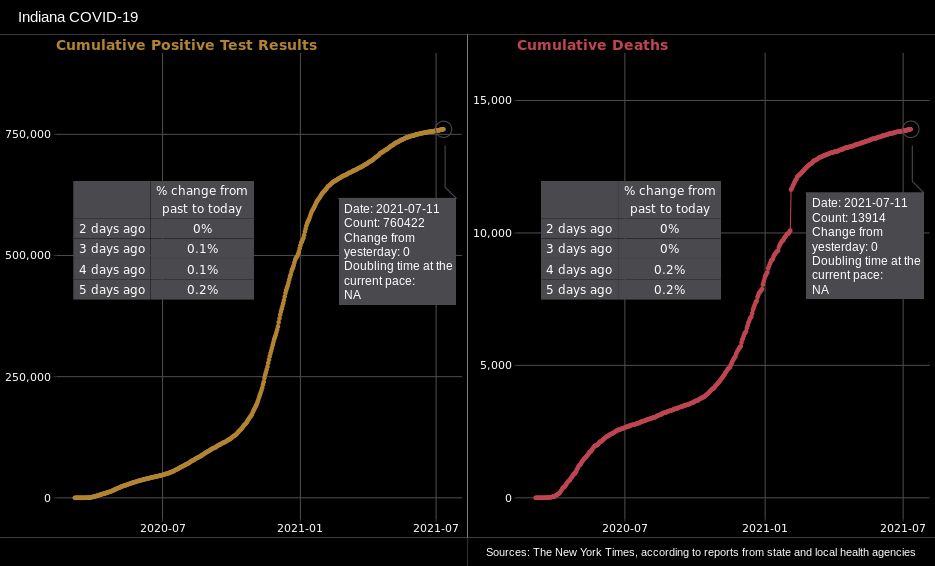 Indiana COVID-19
Cumulative Positive Test Results
750,000
500,000
250,000
0
2020-07
2021-01
2021-07
% change from
past to today
2 days ago 0%
3 days ago 0.1%
4 days ago 0.1%
5 days ago 0.2%
Date: 2021-07-11
Count: 760422
Change from
yesterday: 0
Doubling time at the
current pace:
NA
Cumulative Deaths
15,000
10,000
5,000
0
2020-07
2021-01
2021-07
% change from
past to today
2 days ago 0%
3 days ago 0%
4 days ago 0.2%
5 days ago 0.2%
Date: 2021-07-11
Count: 13914
Change from
yesterday: 0
Doubling time at the
current pace:
NA
Sources: The New York Times, according to reports from state and local health agencies